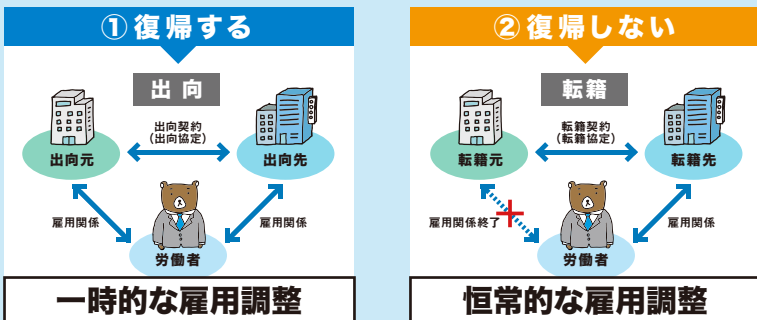 ①復帰する
出向
出向契約
(出向協定)
出向元
出向先
雇用関係
雇用関係
労働者
一時的な雇用調整
②復帰しない
転籍
転籍契約
(転籍協定)
転籍元
転籍先
雇用関係終了
雇用関係
労働者
恒常的な雇用調整